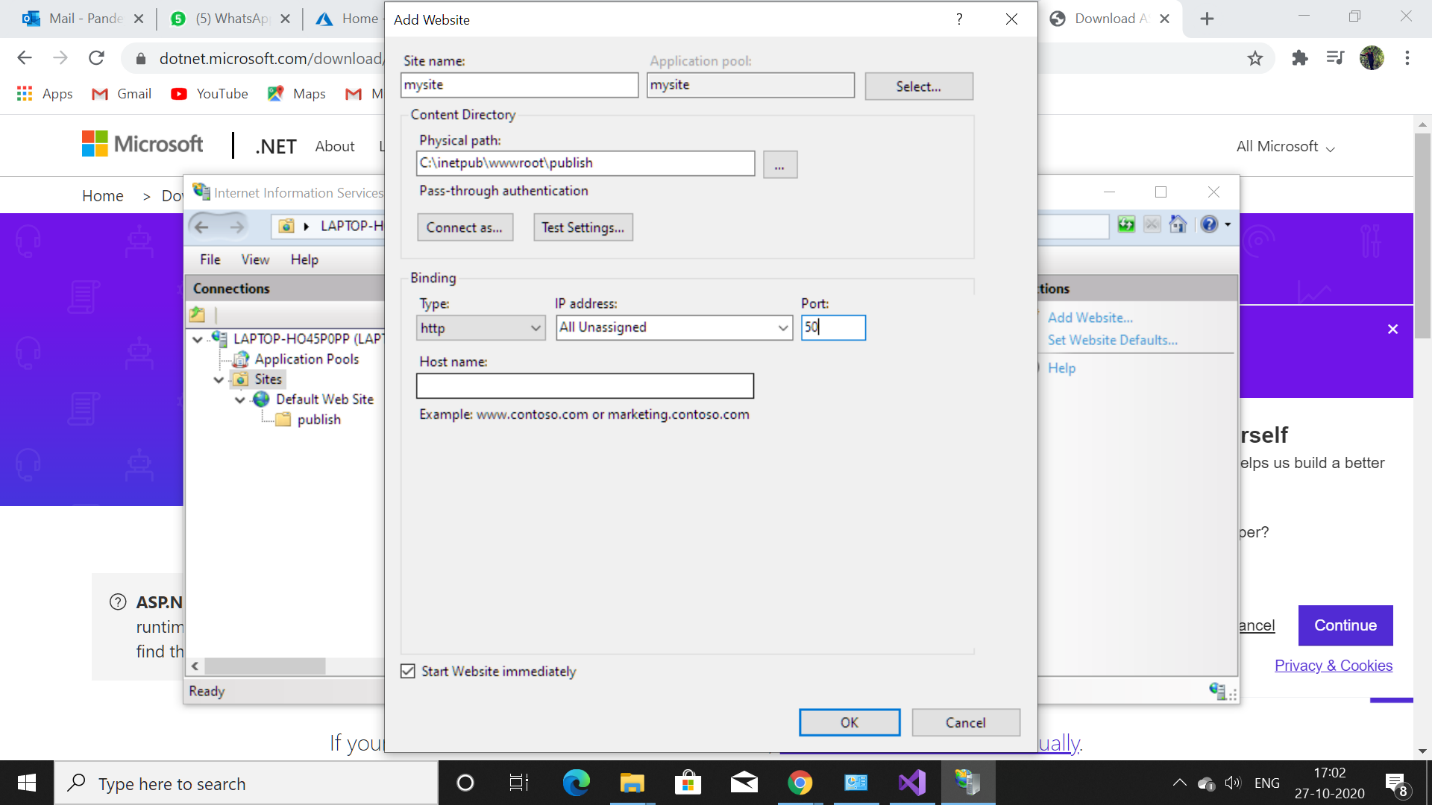 Mail - Pande
(5) WhatsAp
Home
Add Website
?
Download A
dotnet.microsoft.com/download/
Apps
Gmail
YouTube
Maps
M
Site name:
Application pool:
mysite
mysite
Select...
Content Directory
Physical path:
C:\inetpub\wwwroot\publish
...
Pass-through authentication
Connect as...
Test Settings...
Microsoft
.NET
About
All Microsoft
Home > Do
Internet Information Services
LAPTOP-H
File View Help
Connections
LAPTOP-HO45P0PP (LAPT
Application Pools
Sites
Default Web Site
publish
Ready
Binding
Type:
IP address:
Port:
http
All Unassigned
50
Host name:
Example: www.contoso.com or marketing.contoso.com
Start Website immediately
OK
Cancel
tions
Add Website...
Set Website Defaults...
Help
rself
elps us build a better
per?
ancel
Continue
Privacy & Cookies
ASP.N
runtim
find th
If your
ually.
Type here to search
ENG
17:02
27-10-2020
8